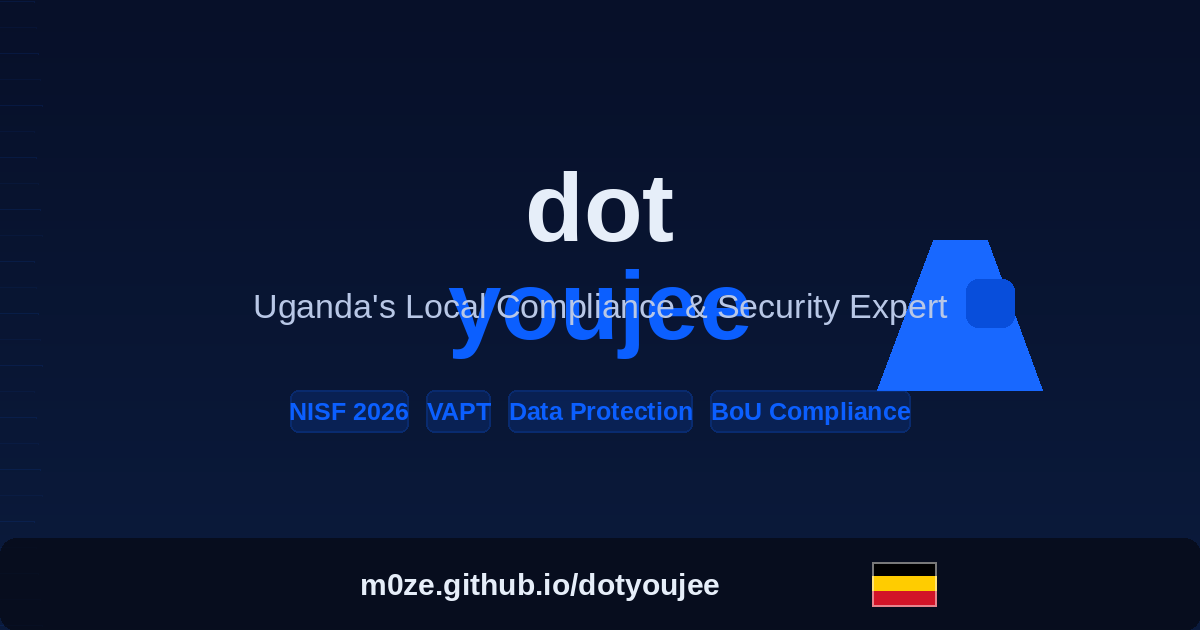 dot
youjee
Uganda's Local Compliance & Security Expert
NISF 2026 VAPT Data Protection BoU Compliance
m0ze.github.io/dotyoujee